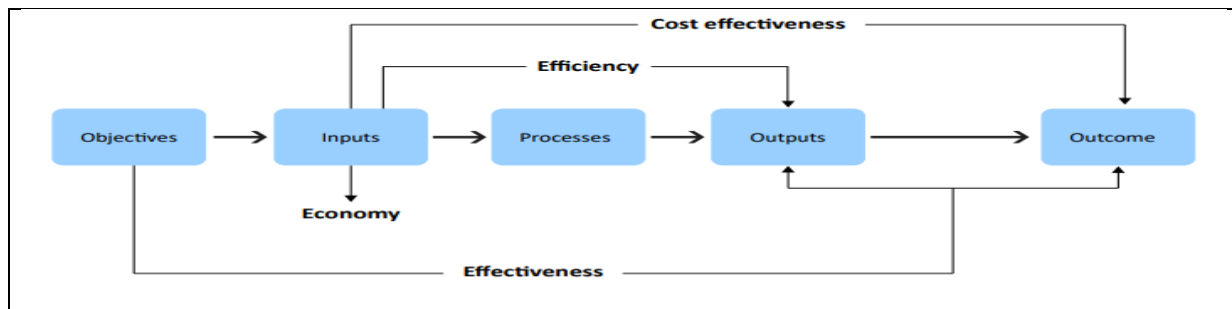 Cost effectiveness
Efficiency
Objectives
Inputs
Processes
Outputs
Outcome
Economy
Effectiveness